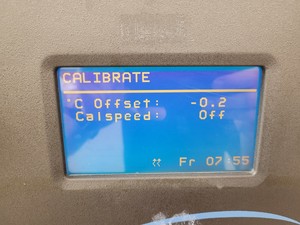 CALIBRATE
°C Offset: -0.2
Calspeed: Off
Fr 07:55